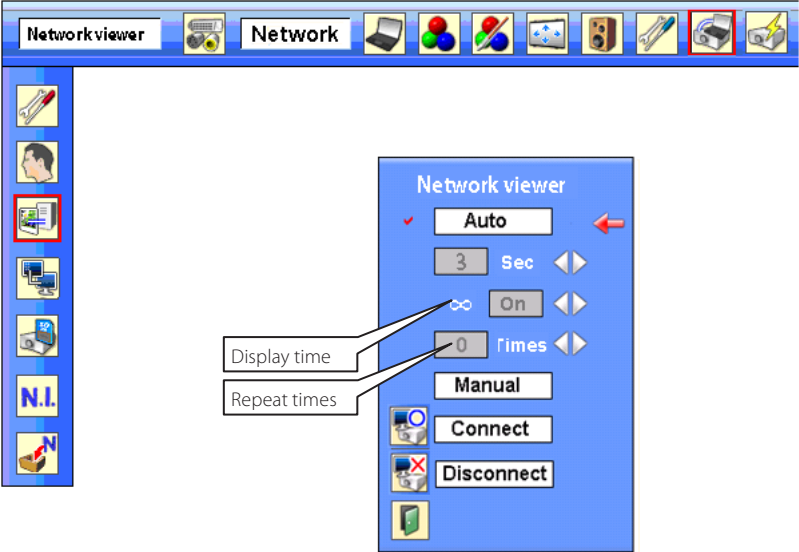 Network viewer
Network
Network viewer
Auto
3 Sec
∞ On
Display time
0 Times
Repeat times
Manual
N.I.
Connect
N
Disconnect